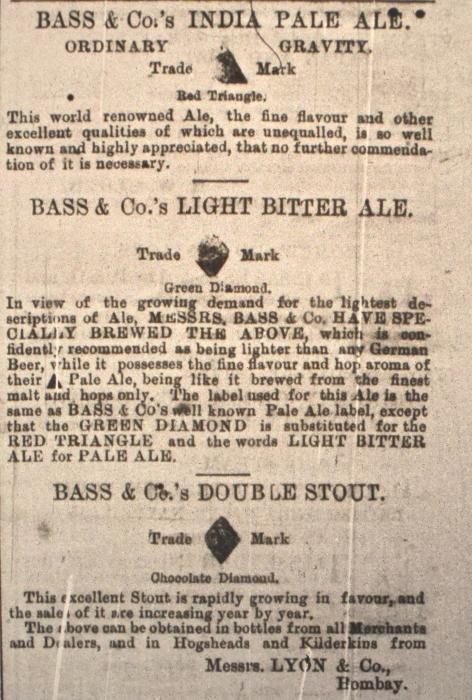 BASS & Co.'s INDIA PALE ALE.
ORDINARY GRAVITY.
Trade Mark
Red Triangle.
This world renowned Ale, the fine flavour and other
excellent qualities of which are unequalled, is so well
known and highly appreciated, that no further commenda-
tion of it is necessary.
BASS & Co.'s LIGHT BITTER ALE.
Trade Mark
Green Diamond.
In view of the growing demand for the lightest de-
scriptions of Ale, MESSRS. BASS & Co. HAVE SPE-
CIALLY BREWED THE ABOVE, which is con-
fidently recommended as being lighter than any German
Beer, while it possesses the fine flavour and hop aroma of
their Pale Ale, being like it brewed from the finest
malt and hops only. The label used for this Ale is the
same as BASS & Co's well known Pale Ale label, except
that the GREEN DIAMOND is substituted for the
RED TRIANGLE and the words LIGHT BITTER
ALE for PALE ALE.
BASS & Co.'s DOUBLE STOUT.
Trade Mark
Chocolate Diamond.
This excellent Stout is rapidly growing in favour, and
the sales of it are increasing year by year.
The above can be obtained in bottles from all Merchants
and Dealers, and in Hogsheads and Kilderkins from
Messrs. LYON & Co.,
Bombay.